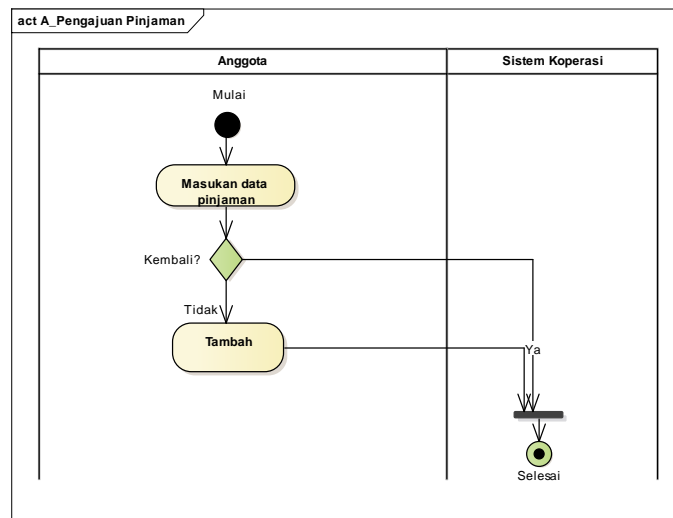 act A_Pengajuan Pinjaman
Anggota
Sistem Koperasi
Mulai
Masukan data
pinjaman
Kembali?
Tidak
Tambah
Ya
Selesai